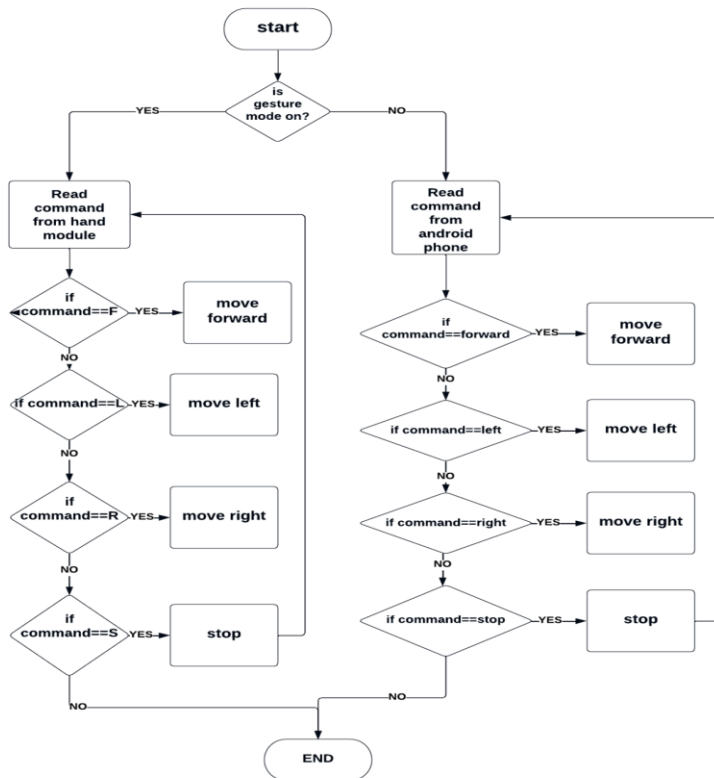 start
is
gesture
mode on?
YES
NO
Read
command
from hand
module
Read
command
from
android
phone
if
command==F
YES
move
forward
if
command==forward
YES
move
forward
NO
NO
if command==L
YES
move left
if command==left
YES
move left
NO
NO
if
command==R
YES
move right
if command==right
YES
move right
NO
NO
if
command==S
YES
stop
if command==stop
YES
stop
NO
NO
END